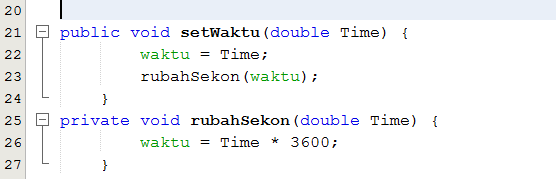 20
21 public void setWaktu(double Time) {
22 waktu = Time;
23 rubahSekon(waktu);
24 }
25 private void rubahSekon(double Time) {
26 waktu = Time * 3600;
27 }